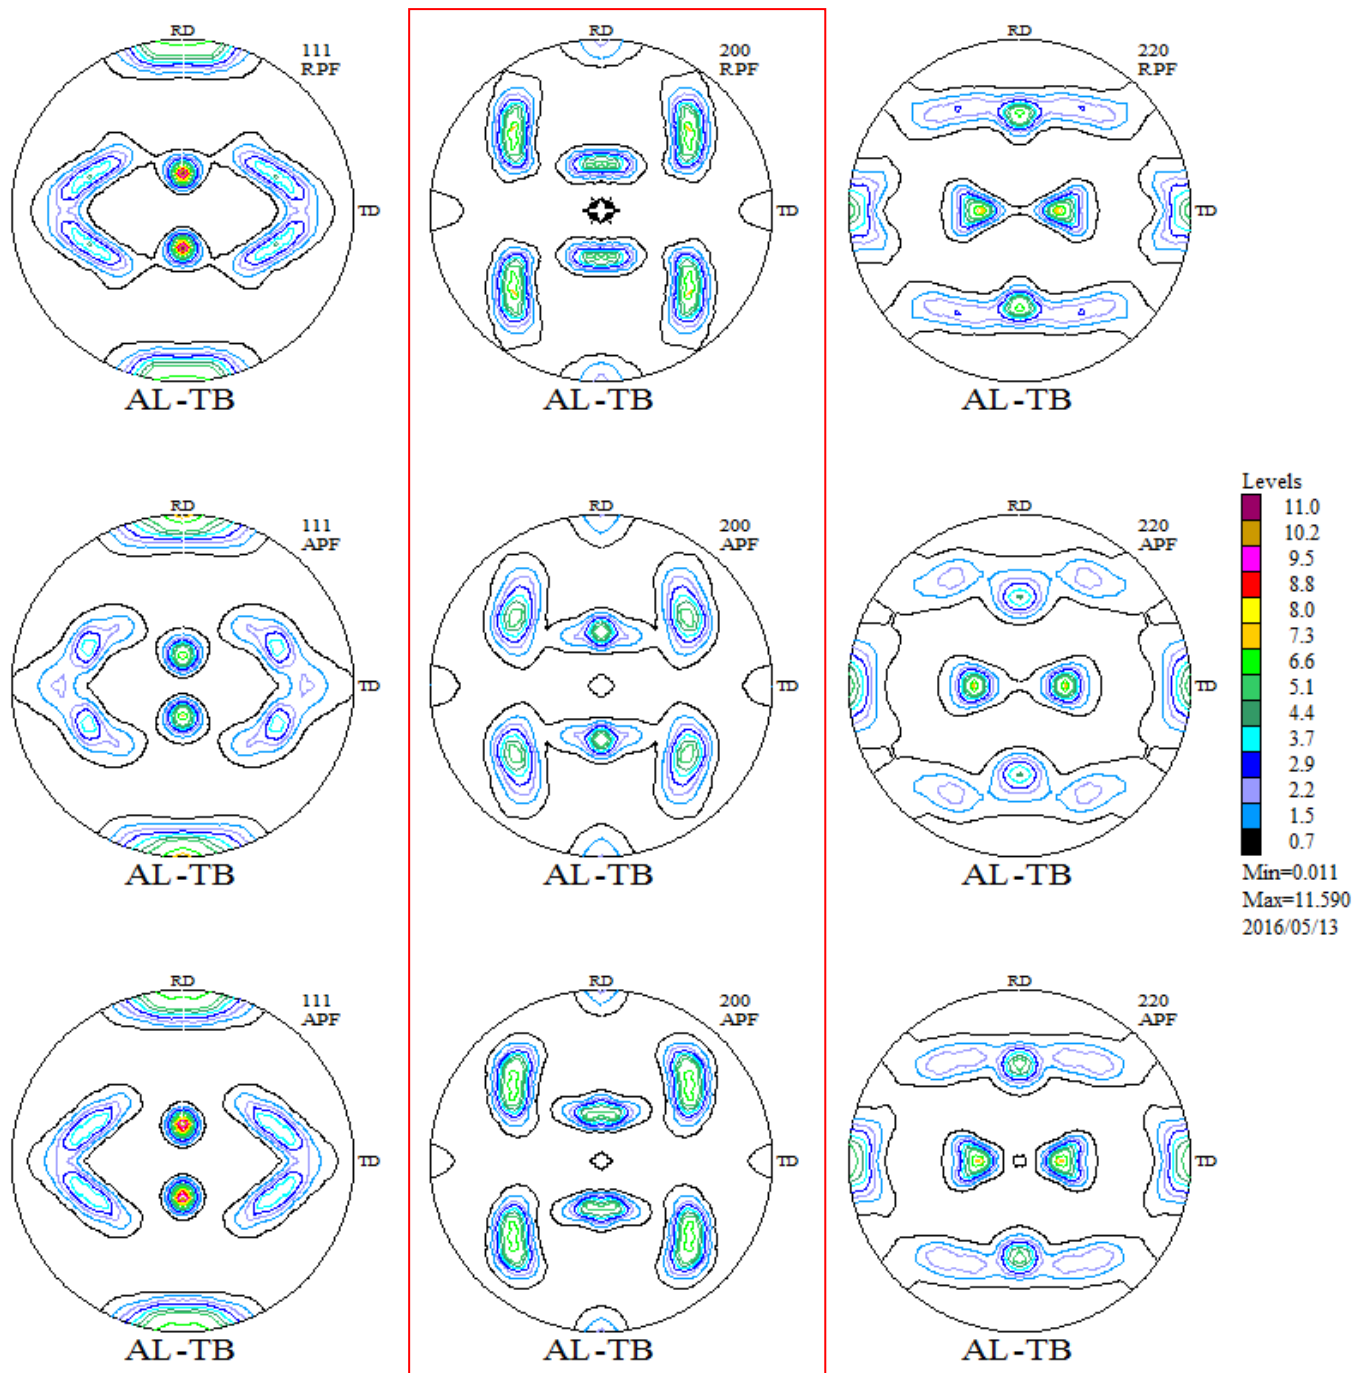 RD
111
RPF
TD
AL-TB
RD
200
RPF
TD
AL-TB
RD
220
RPF
TD
AL-TB
RD
111
APF
TD
AL-TB
RD
200
APF
TD
AL-TB
RD
220
APF
TD
AL-TB
Levels
11.0
10.2
9.5
8.8
8.0
7.3
6.6
5.1
4.4
3.7
2.9
2.2
1.5
0.7
Min=0.011
Max=11.590
2016/05/13
RD
111
APF
TD
AL-TB
RD
200
APF
TD
AL-TB
RD
220
APF
TD
AL-TB